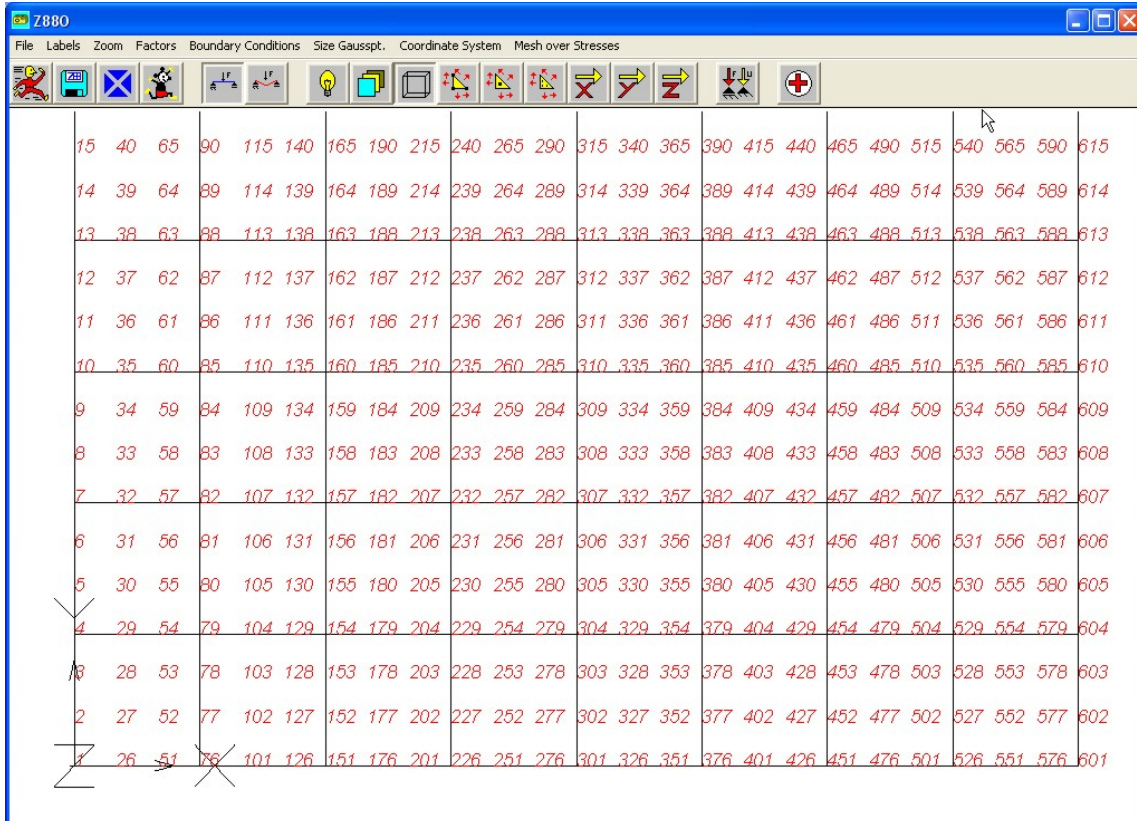 Z88O
File Labels Zoom Factors Boundary Conditions Size Gausspt. Coordinate System Mesh over Stresses
Z88 F F X Y Z F U
15 40 65 90 115 140 165 190 215 240 265 290 315 340 365 390 415 440 465 490 515 540 565 590 615
14 39 64 89 114 139 164 189 214 239 264 289 314 339 364 389 414 439 464 489 514 539 564 589 614
13 38 63 88 113 138 163 188 213 238 263 288 313 338 363 388 413 438 463 488 513 538 563 588 613
12 37 62 87 112 137 162 187 212 237 262 287 312 337 362 387 412 437 462 487 512 537 562 587 612
11 36 61 86 111 136 161 186 211 236 261 286 311 336 361 386 411 436 461 486 511 536 561 586 611
10 35 60 85 110 135 160 185 210 235 260 285 310 335 360 385 410 435 460 485 510 535 560 585 610
9 34 59 84 109 134 159 184 209 234 259 284 309 334 359 384 409 434 459 484 509 534 559 584 609
8 33 58 83 108 133 158 183 208 233 258 283 308 333 358 383 408 433 458 483 508 533 558 583 608
7 32 57 82 107 132 157 182 207 232 257 282 307 332 357 382 407 432 457 482 507 532 557 582 607
6 31 56 81 106 131 156 181 206 231 256 281 306 331 356 381 406 431 456 481 506 531 556 581 606
5 30 55 80 105 130 155 180 205 230 255 280 305 330 355 380 405 430 455 480 505 530 555 580 605
Y
4 29 54 79 104 129 154 179 204 229 254 279 304 329 354 379 404 429 454 479 504 529 554 579 604
3 28 53 78 103 128 153 178 203 228 253 278 303 328 353 378 403 428 453 478 503 528 553 578 603
2 27 52 77 102 127 152 177 202 227 252 277 302 327 352 377 402 427 452 477 502 527 552 577 602
Z X
1 26 51 76 101 126 151 176 201 226 251 276 301 326 351 376 401 426 451 476 501 526 551 576 601